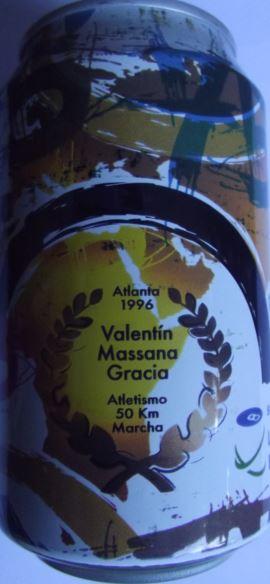 Atlanta
1996
Valentín
Massana
Gracia
Atletismo
50 Km
Marcha